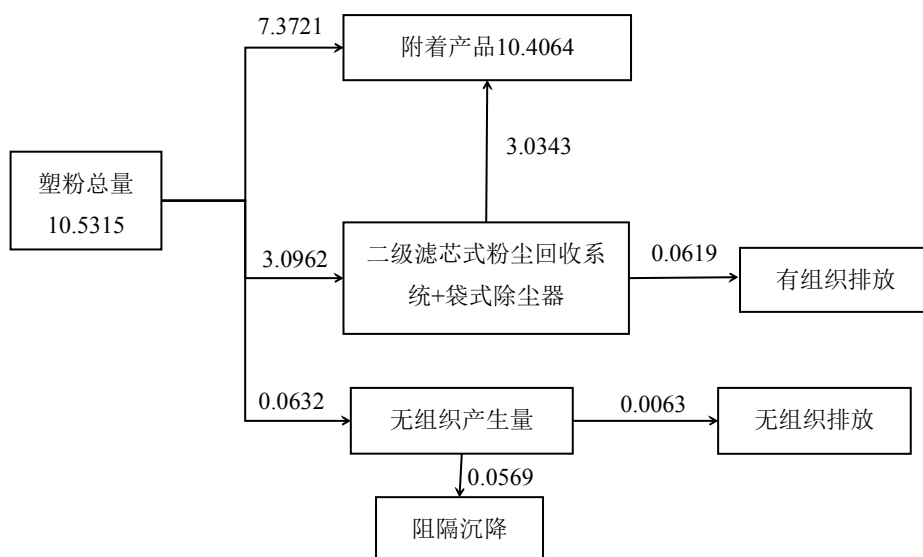 7.3721
附着产品10.4064
3.0343
塑粉总量
10.5315
3.0962
二级滤芯式粉尘回收系
统+袋式除尘器
0.0619
有组织排放
0.0632
无组织产生量
0.0063
无组织排放
0.0569
阻隔沉降